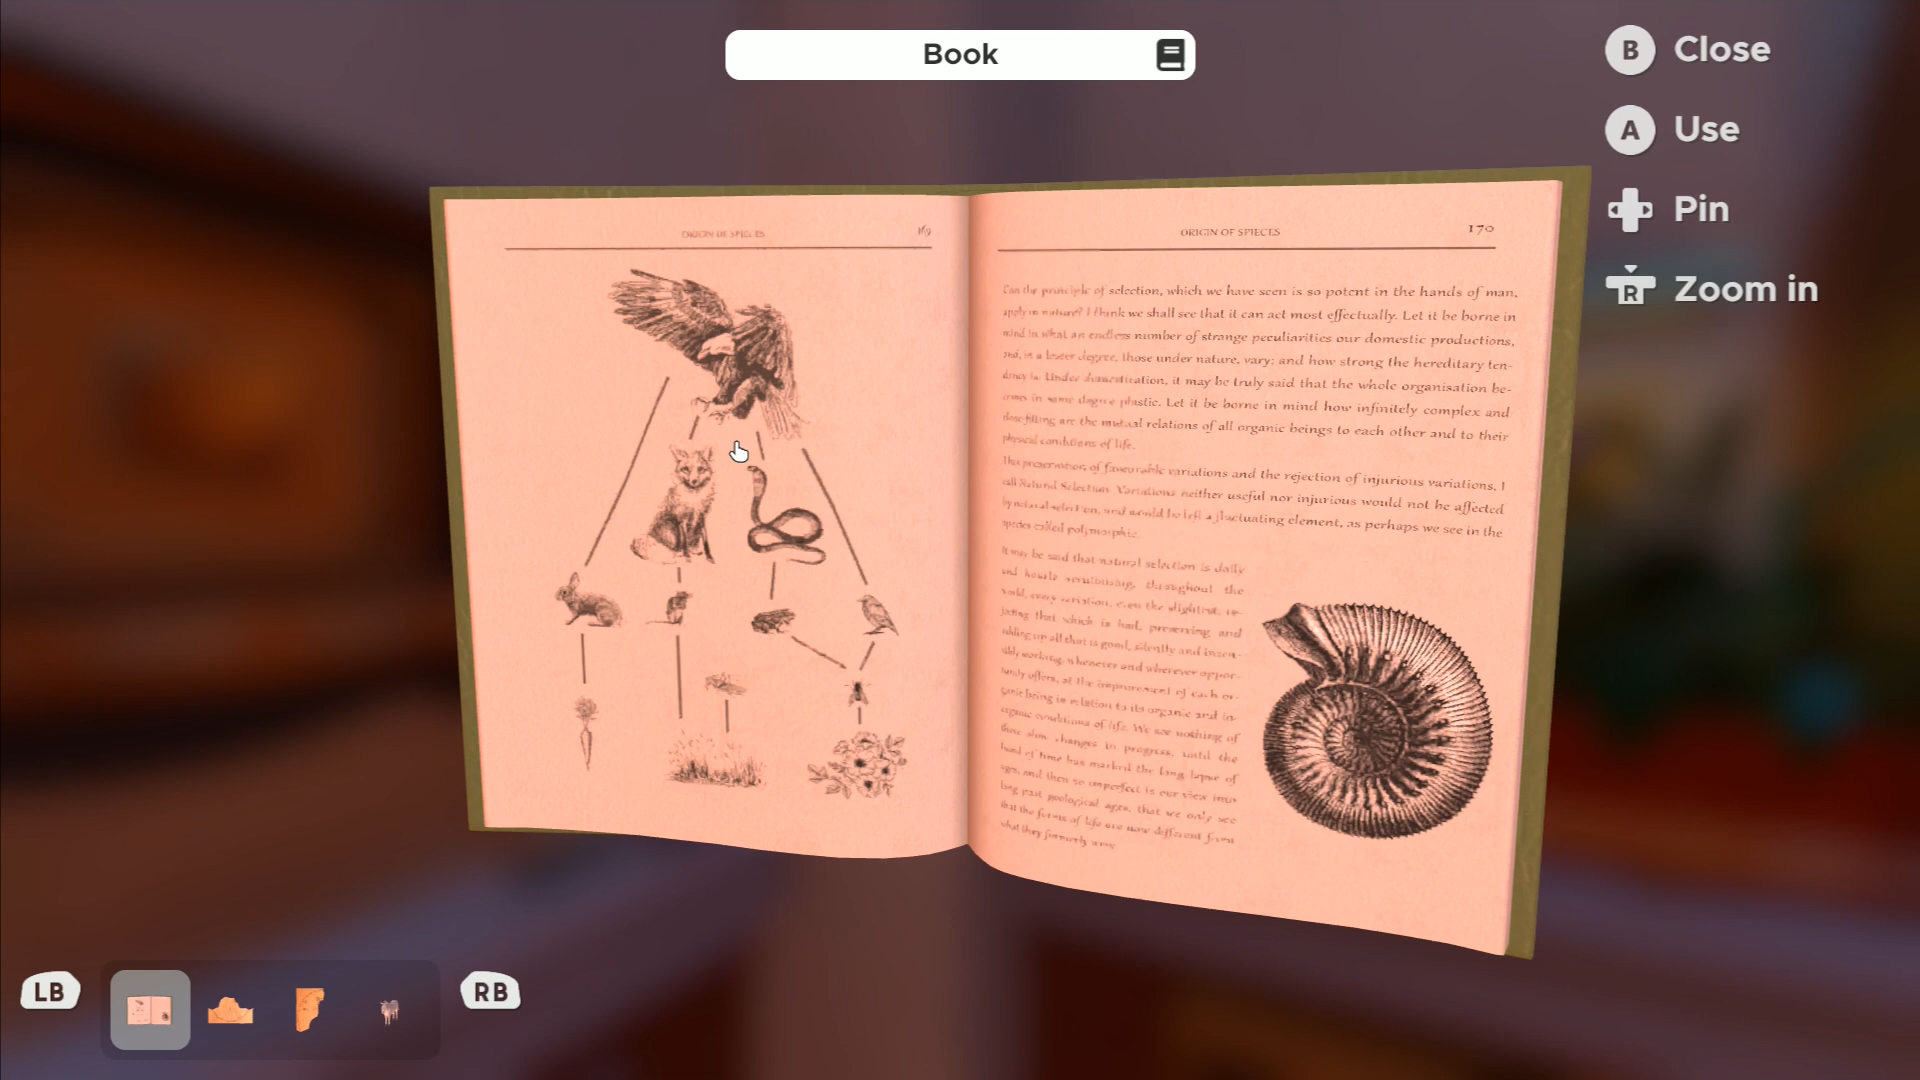 Book
B Close
A Use
Pin
R Zoom in
ORIGIN OF SPIECES
169
ORIGIN OF SPIECES
170
Can the principle of selection, which we have seen is so potent in the hands of man,
apply in nature? I think we shall see that it can act most effectually. Let it be borne in
mind in what an endless number of strange peculiarities our domestic productions,
and, in a lesser degree, those under nature, vary; and how strong the hereditary ten-
dency is. Under domestication, it may be truly said that the whole organisation be-
comes in some degree plastic. Let it be borne in mind how infinitely complex and
close-fitting are the mutual relations of all organic beings to each other and to their
physical conditions of life.
This preservation of favourable variations and the rejection of injurious variations, I
call Natural Selection. Variations neither useful nor injurious would not be affected
by natural selection, and would be left a fluctuating element, as perhaps we see in the
species called polymorphic.
It may be said that natural selection is daily
and hourly scrutinising, throughout the
world, every variation, even the slightest, re-
jecting that which is bad, preserving and
adding up all that is good, silently and insen-
sibly working, whenever and wherever oppor-
tunity offers, at the improvement of each or-
ganic being in relation to its organic and in-
organic conditions of life. We see nothing of
these slow changes in progress, until the
hand of time has marked the long lapse of
ages, and then so imperfect is our view into
long past geological ages, that we only see
that the forms of life are now different from
what they formerly were
LB
RB